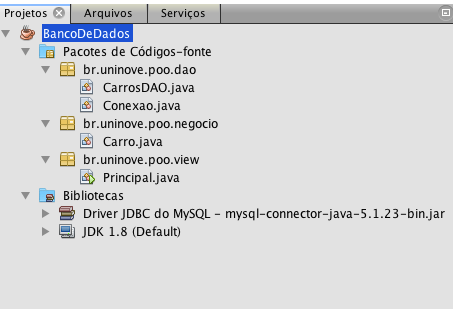 Projetos Arquivos Serviços
BancoDeDados
Pacotes de Códigos-fonte
br.uninove.poo.dao
CarrosDAO.java
Conexao.java
br.uninove.poo.negocio
Carro.java
br.uninove.poo.view
Principal.java
Bibliotecas
Driver JDBC do MySQL - mysql-connector-java-5.1.23-bin.jar
JDK 1.8 (Default)